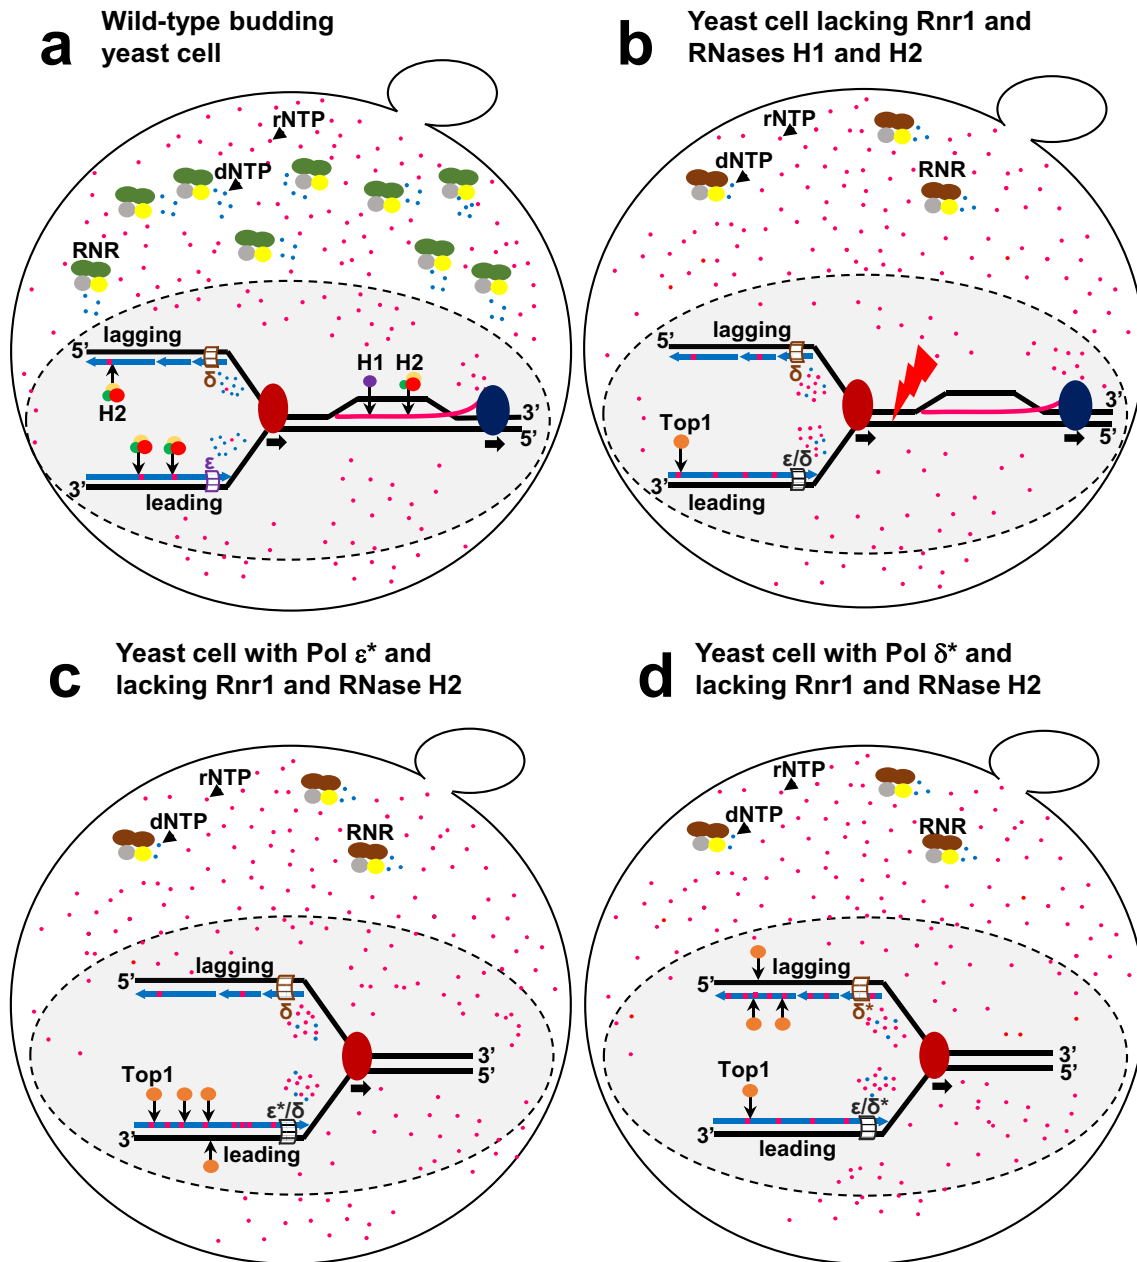 a
Wild-type budding
yeast cell
rNTP
dNTP
RNR
5’
lagging
δ
H2
H1
H2
3’
5’
ε
3’
leading
b
Yeast cell lacking Rnr1 and
RNases H1 and H2
rNTP
dNTP
RNR
5’
lagging
δ
3’
5’
Top1
ε/δ
3’
leading
c
Yeast cell with Pol ε* and
lacking Rnr1 and RNase H2
rNTP
dNTP
RNR
5’
lagging
δ
3’
5’
Top1
ε*/δ
3’
leading
d
Yeast cell with Pol δ* and
lacking Rnr1 and RNase H2
rNTP
dNTP
RNR
5’
lagging
δ*
3’
5’
Top1
ε/δ*
3’
leading